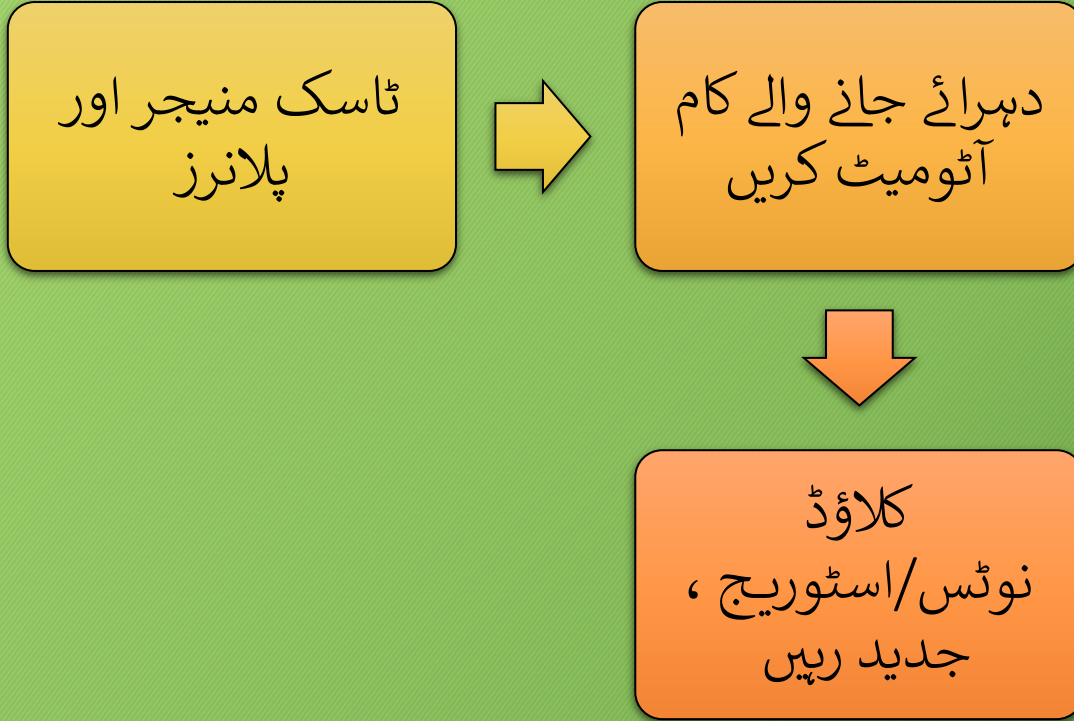 ٹاسک منیجر اور
پلانرز
دہرائے جانے والے کام
آٹومیٹ کریں
کلاؤڈ
نوٹس/اسٹوریج ،
جدید رہیں